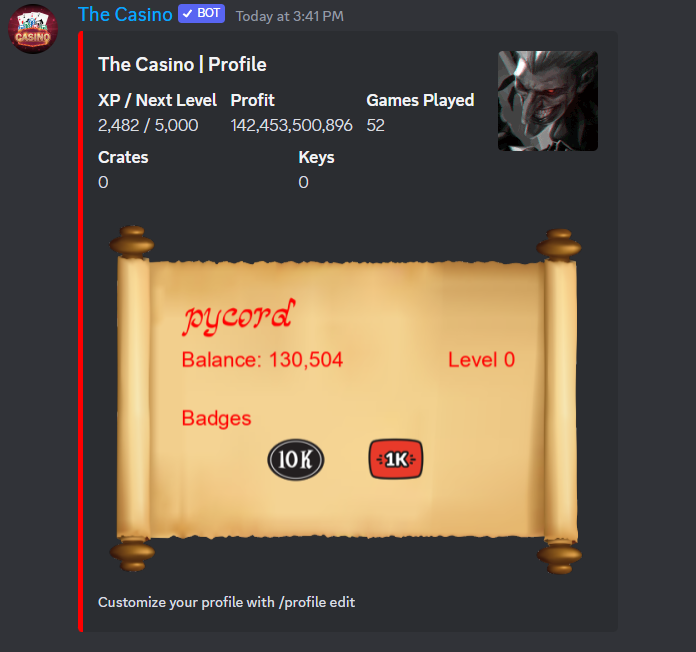 The Casino ✓ BOT Today at 3:41 PM
CASINO
The Casino | Profile
XP / Next Level Profit Games Played
2,482 / 5,000 142,453,500,896 52
Crates Keys
0 0
pycord
Balance: 130,504 Level 0
Badges
10K 1K
Customize your profile with /profile edit